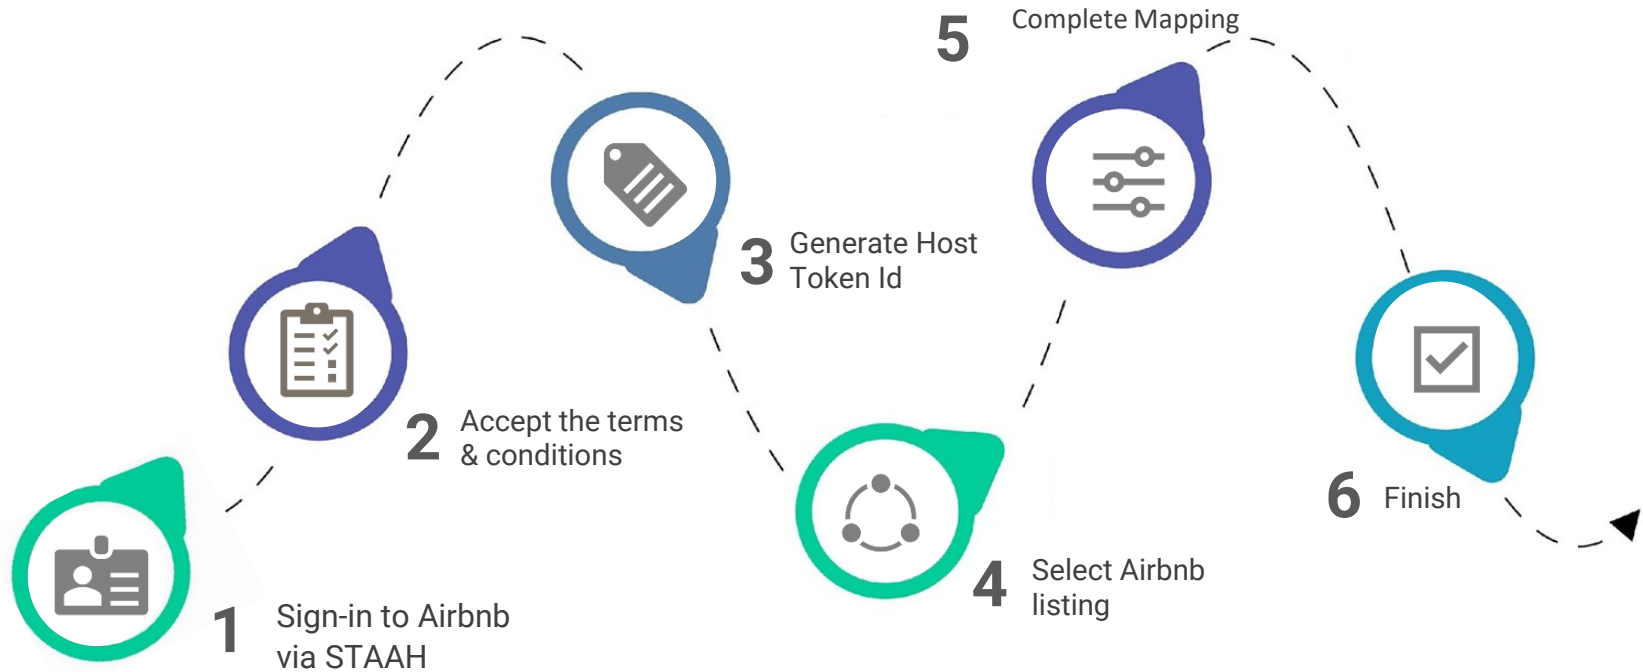 1
Sign-in to Airbnb
via STAAH
2
Accept the terms
& conditions
3
Generate Host
Token Id
4
Select Airbnb
listing
5
Complete Mapping
6
Finish